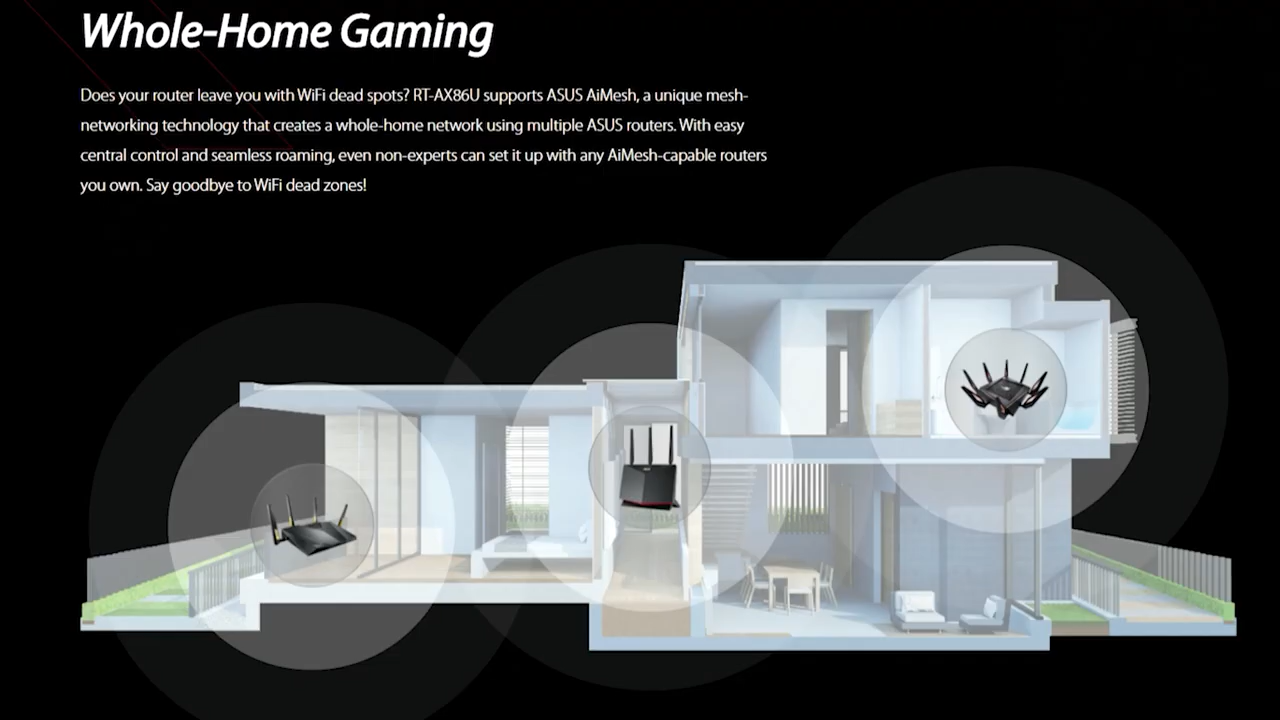 Whole-Home Gaming
Does your router leave you with WiFi dead spots? RT-AX86U supports ASUS AiMesh, a unique mesh-
networking technology that creates a whole-home network using multiple ASUS routers. With easy
central control and seamless roaming, even non-experts can set it up with any AiMesh-capable routers
you own. Say goodbye to WiFi dead zones!